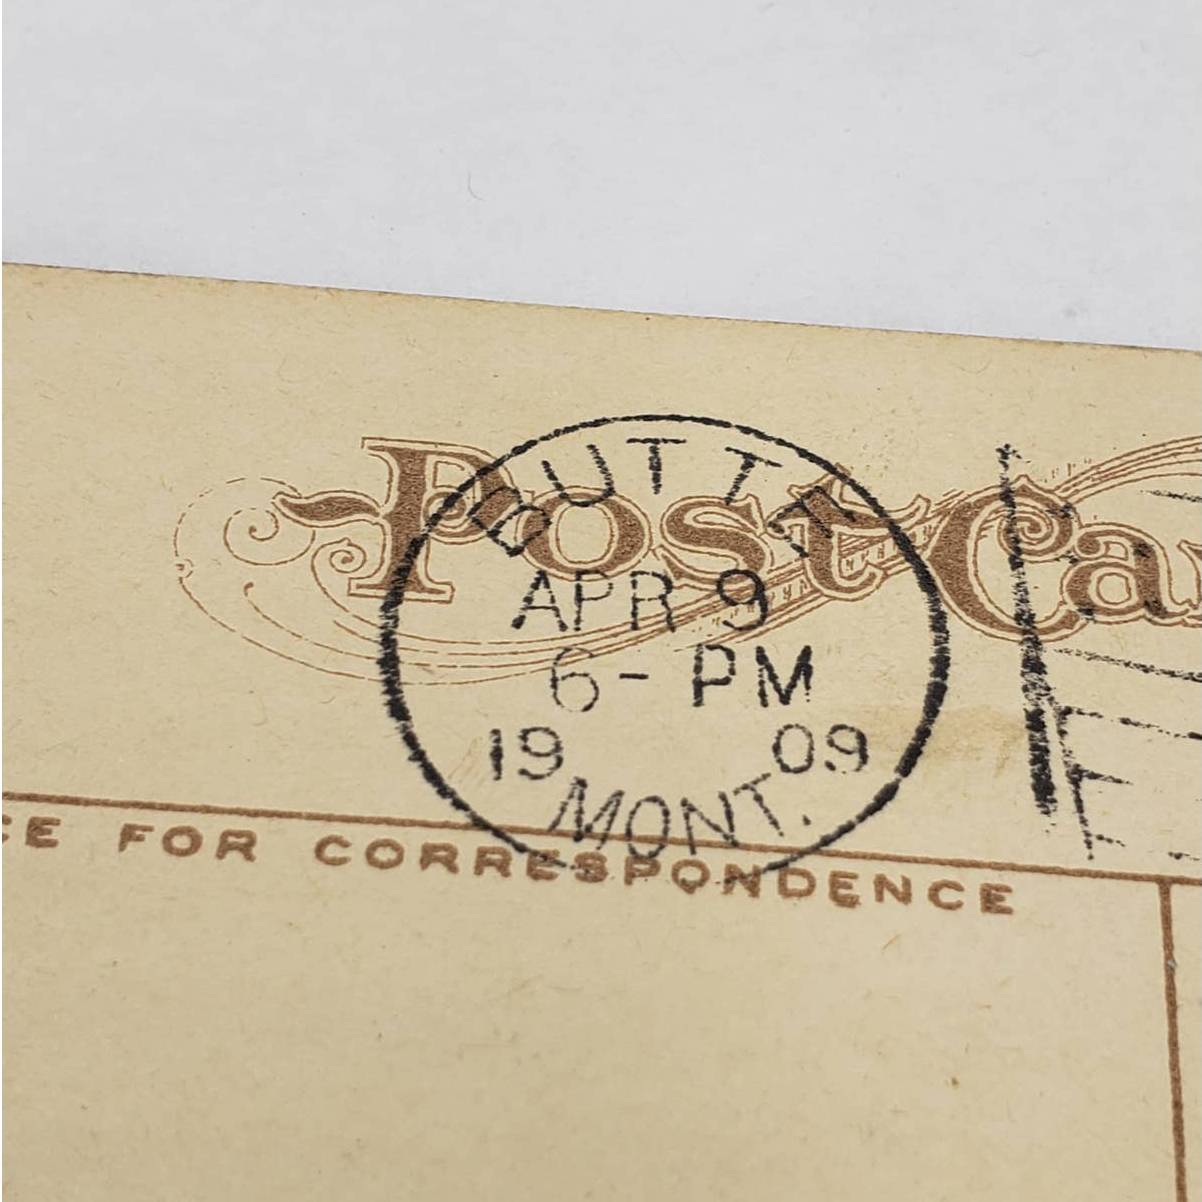 Post Ca
BUTTE
APR 9
6- PM
19 09
MONT.
CE FOR CORRESPONDENCE